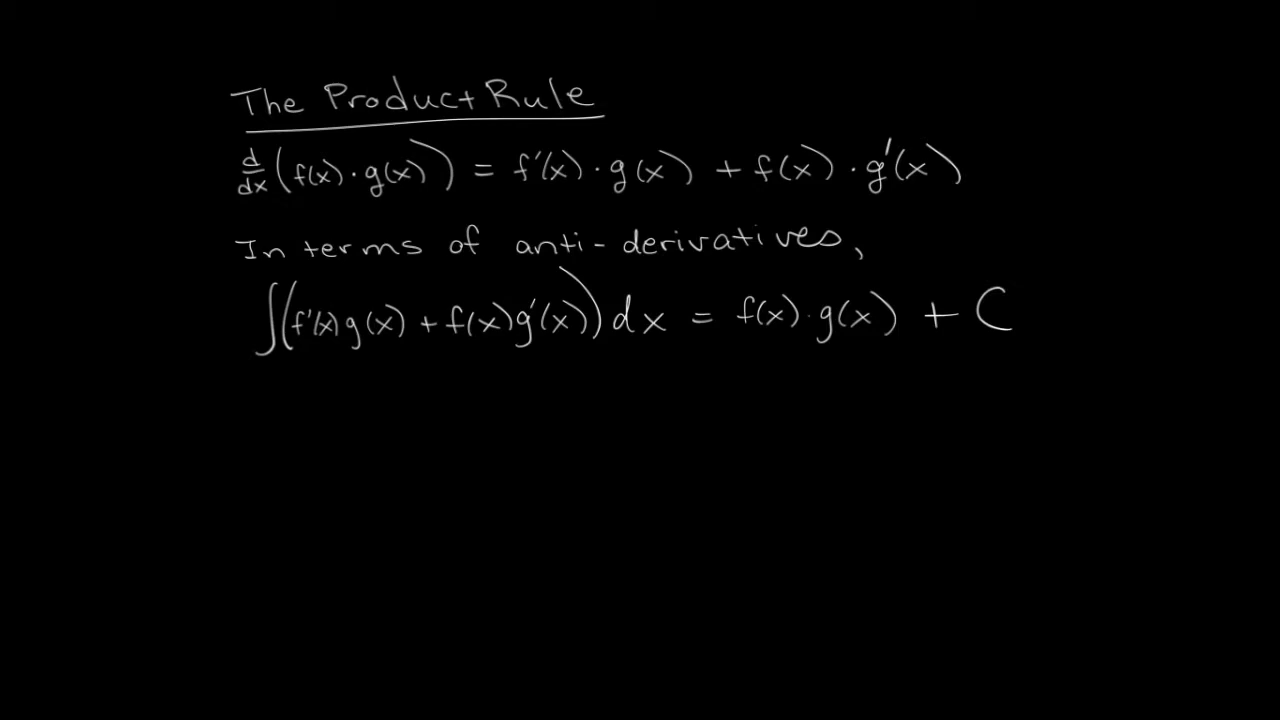 The Product Rule
d/dx (f(x) · g(x)) = f'(x) · g(x) + f(x) · g'(x)
In terms of anti-derivatives,
∫(f'(x)g(x) + f(x)g'(x)) dx = f(x) · g(x) + C